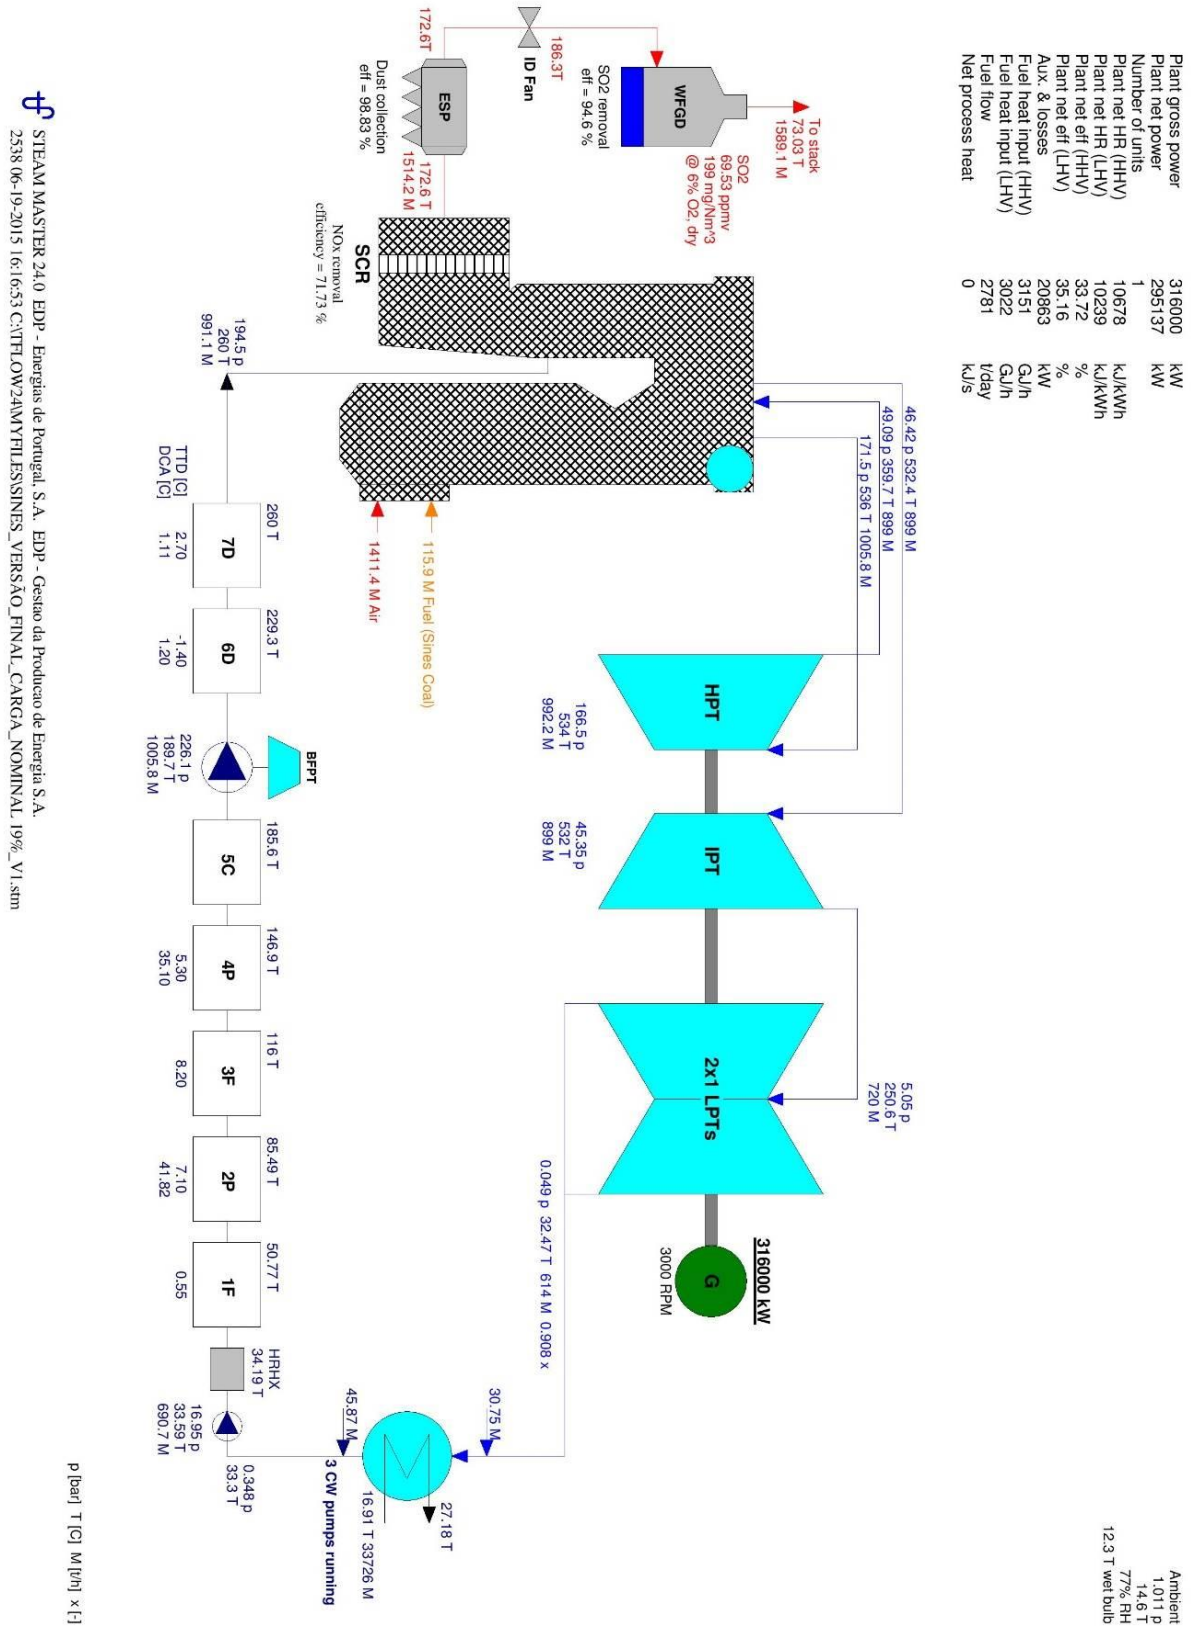 Plant gross power 316000 kW
Plant net power 295137 kW
Number of units 1
Plant net HR (HHV) 10678 kJ/kWh
Plant net HR (LHV) 10239 kJ/kWh
Plant net eff (HHV) 33.72 %
Plant net eff (LHV) 35.16 %
Aux. & losses 20863 kW
Fuel heat input (HHV) 3151 GJ/h
Fuel heat input (LHV) 3022 GJ/h
Fuel flow 2781 t/day
Net process heat 0 kJ/s
Ambient
1.011 p
14.6 T
77% RH
12.3 T wet bulb
To stack
73.03 T
1589.1 M
SO2
69.53 ppmv
199 mg/Nm^3
@ 6% O2, dry
WFGD
SO2 removal
eff = 94.6 %
186.3T
ID Fan
172.6T
ESP
Dust collection
eff = 98.83 %
172.6 T
1514.2 M
SCR
NOx removal
efficiency = 71.73 %
46.42 p 532.4 T 899 M
49.09 p 359.7 T 899 M
171.5 p 536 T 1005.8 M
115.9 M Fuel (Sines Coal)
1411.4 M Air
HPT
166.5 p
534 T
992.2 M
IPT
45.35 p
532 T
899 M
5.05 p
250.6 T
720 M
2x1 LPTs
316000 kW
G
3000 RPM
0.049 p 32.47 T 614 M 0.908 x
30.75 M
27.18 T
16.91 T 33726 M
45.87 M
3 CW pumps running
194.5 p
260 T
991.1 M
260 T
7D
TTD [C] 2.70
DCA [C] 1.11
229.3 T
6D
-1.40
1.20
BFPT
226.1 p
189.7 T
1005.8 M
185.6 T
5C
146.9 T
4P
5.30
35.10
116 T
3F
8.20
85.49 T
2P
7.10
41.82
50.77 T
1F
0.55
HRHX
34.19 T
16.95 p
33.59 T
690.7 M
0.348 p
33.3 T
p [bar] T [C] M [t/h] x [-]
STEAM MASTER 24.0 EDP - Energias de Portugal, S.A. EDP - Gestao da Producao de Energia S.A.
2538 06-19-2015 16:16:53 C:\TFLOW24\MYFILES\SINES_VERSÃO_FINAL_CARGA_NOMINAL 19%_V1.stm